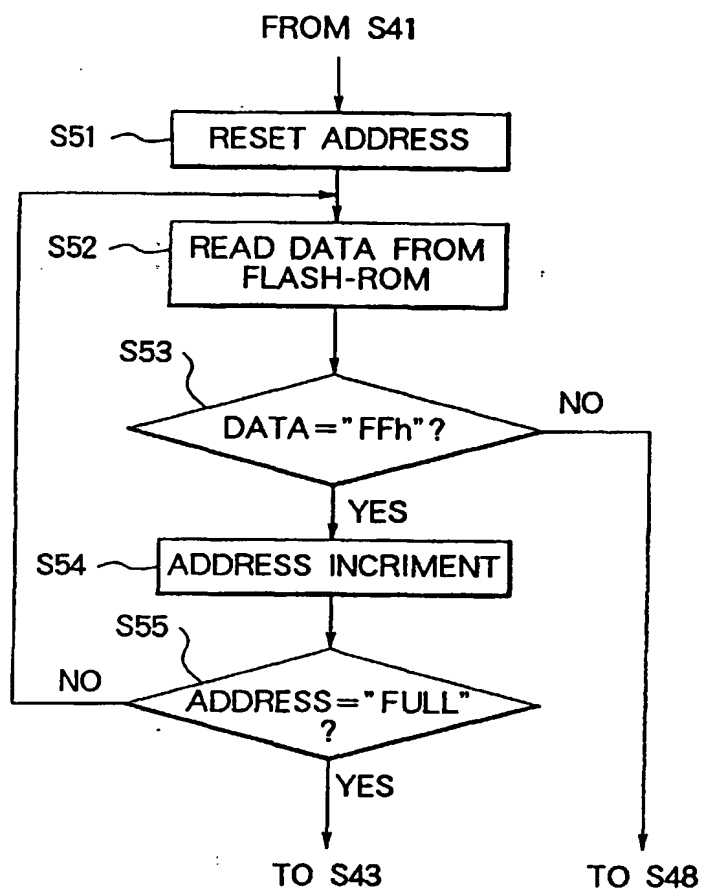 FROM S41
S51
RESET ADDRESS
S52
READ DATA FROM
FLASH-ROM
S53
DATA="FFh"?
NO
YES
S54
ADDRESS INCRIMENT
S55
NO
ADDRESS="FULL"
?
YES
TO S43
TO S48